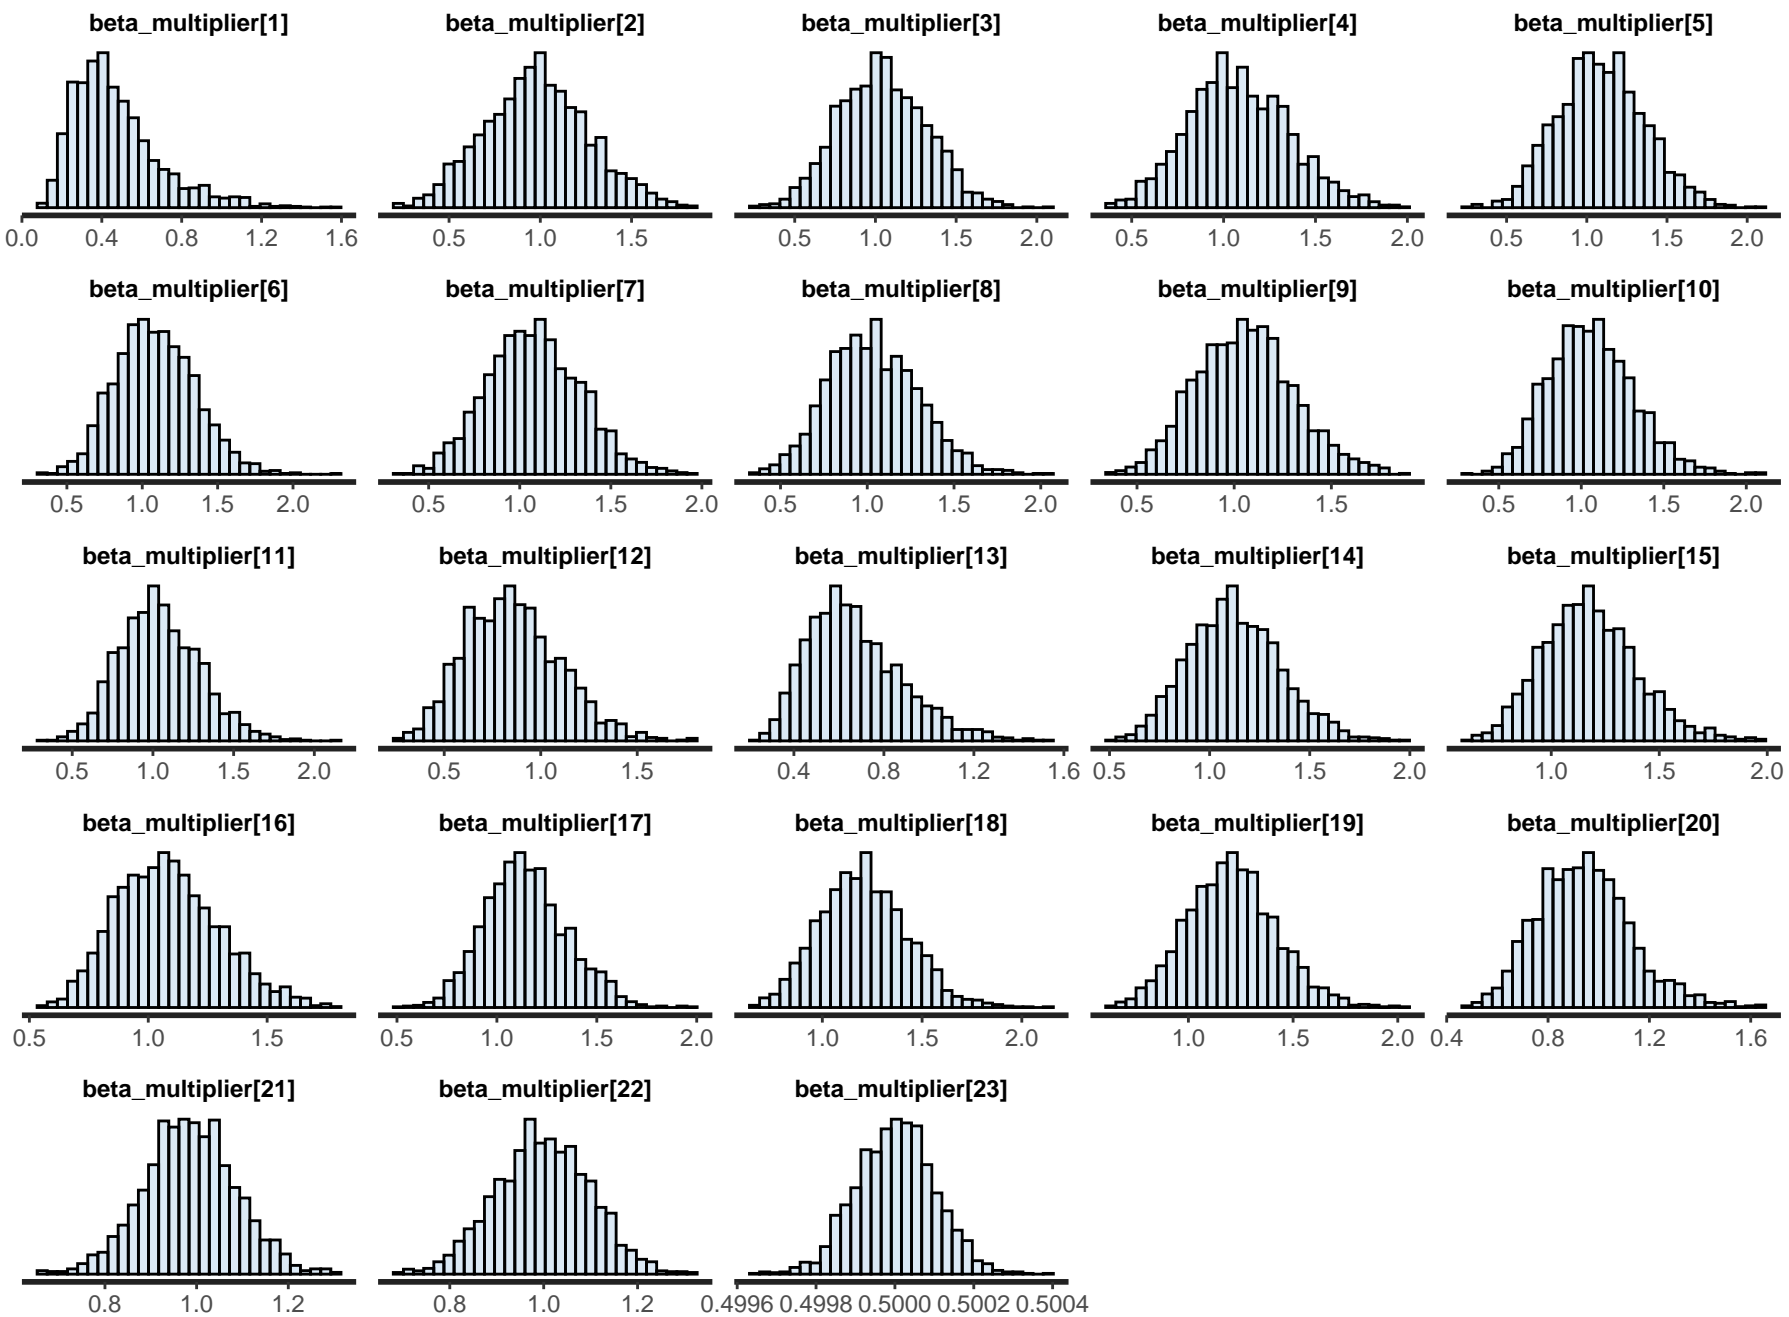 beta_multiplier[1] beta_multiplier[2] beta_multiplier[3] beta_multiplier[4] beta_multiplier[5]
0.0 0.4 0.8 1.2 1.6 0.5 1.0 1.5 0.5 1.0 1.5 2.0 0.5 1.0 1.5 2.0 0.5 1.0 1.5 2.0
beta_multiplier[6] beta_multiplier[7] beta_multiplier[8] beta_multiplier[9] beta_multiplier[10]
0.5 1.0 1.5 2.0 0.5 1.0 1.5 2.0 0.5 1.0 1.5 2.0 0.5 1.0 1.5 0.5 1.0 1.5 2.0
beta_multiplier[11] beta_multiplier[12] beta_multiplier[13] beta_multiplier[14] beta_multiplier[15]
0.5 1.0 1.5 2.0 0.5 1.0 1.5 0.4 0.8 1.2 1.6 0.5 1.0 1.5 2.0 1.0 1.5 2.0
beta_multiplier[16] beta_multiplier[17] beta_multiplier[18] beta_multiplier[19] beta_multiplier[20]
0.5 1.0 1.5 0.5 1.0 1.5 2.0 1.0 1.5 2.0 1.0 1.5 2.0 0.4 0.8 1.2 1.6
beta_multiplier[21] beta_multiplier[22] beta_multiplier[23]
0.8 1.0 1.2 0.8 1.0 1.2 0.4996 0.4998 0.5000 0.5002 0.5004